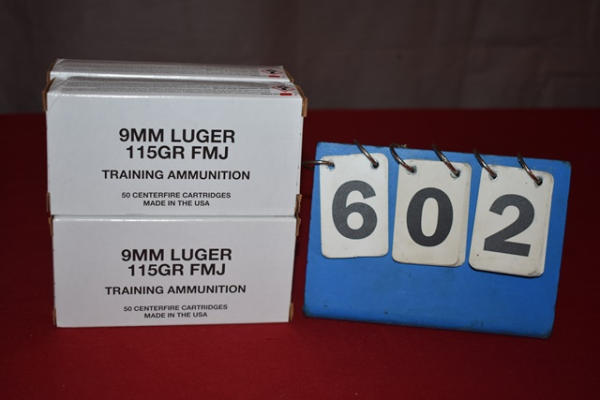 9MM LUGER
115GR FMJ
TRAINING AMMUNITION
50 CENTERFIRE CARTRIDGES
MADE IN THE USA
9MM LUGER
115GR FMJ
TRAINING AMMUNITION
50 CENTERFIRE CARTRIDGES
MADE IN THE USA
602